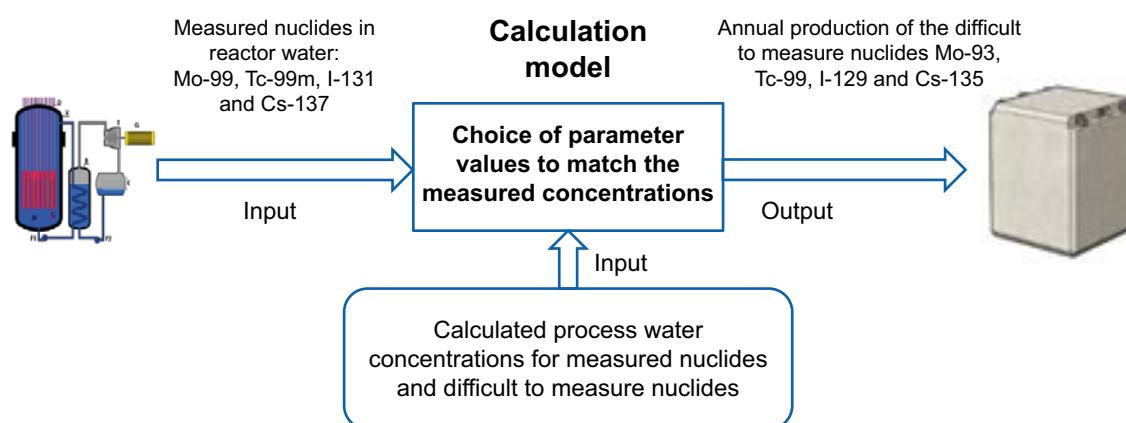 Measured nuclides in
reactor water:
Mo-99, Tc-99m, I-131
and Cs-137
Calculation
model
Annual production of the difficult
to measure nuclides Mo-93,
Tc-99, I-129 and Cs-135
Choice of parameter
values to match the
measured concentrations
Input
Output
Input
Calculated process water
concentrations for measured nuclides
and difficult to measure nuclides